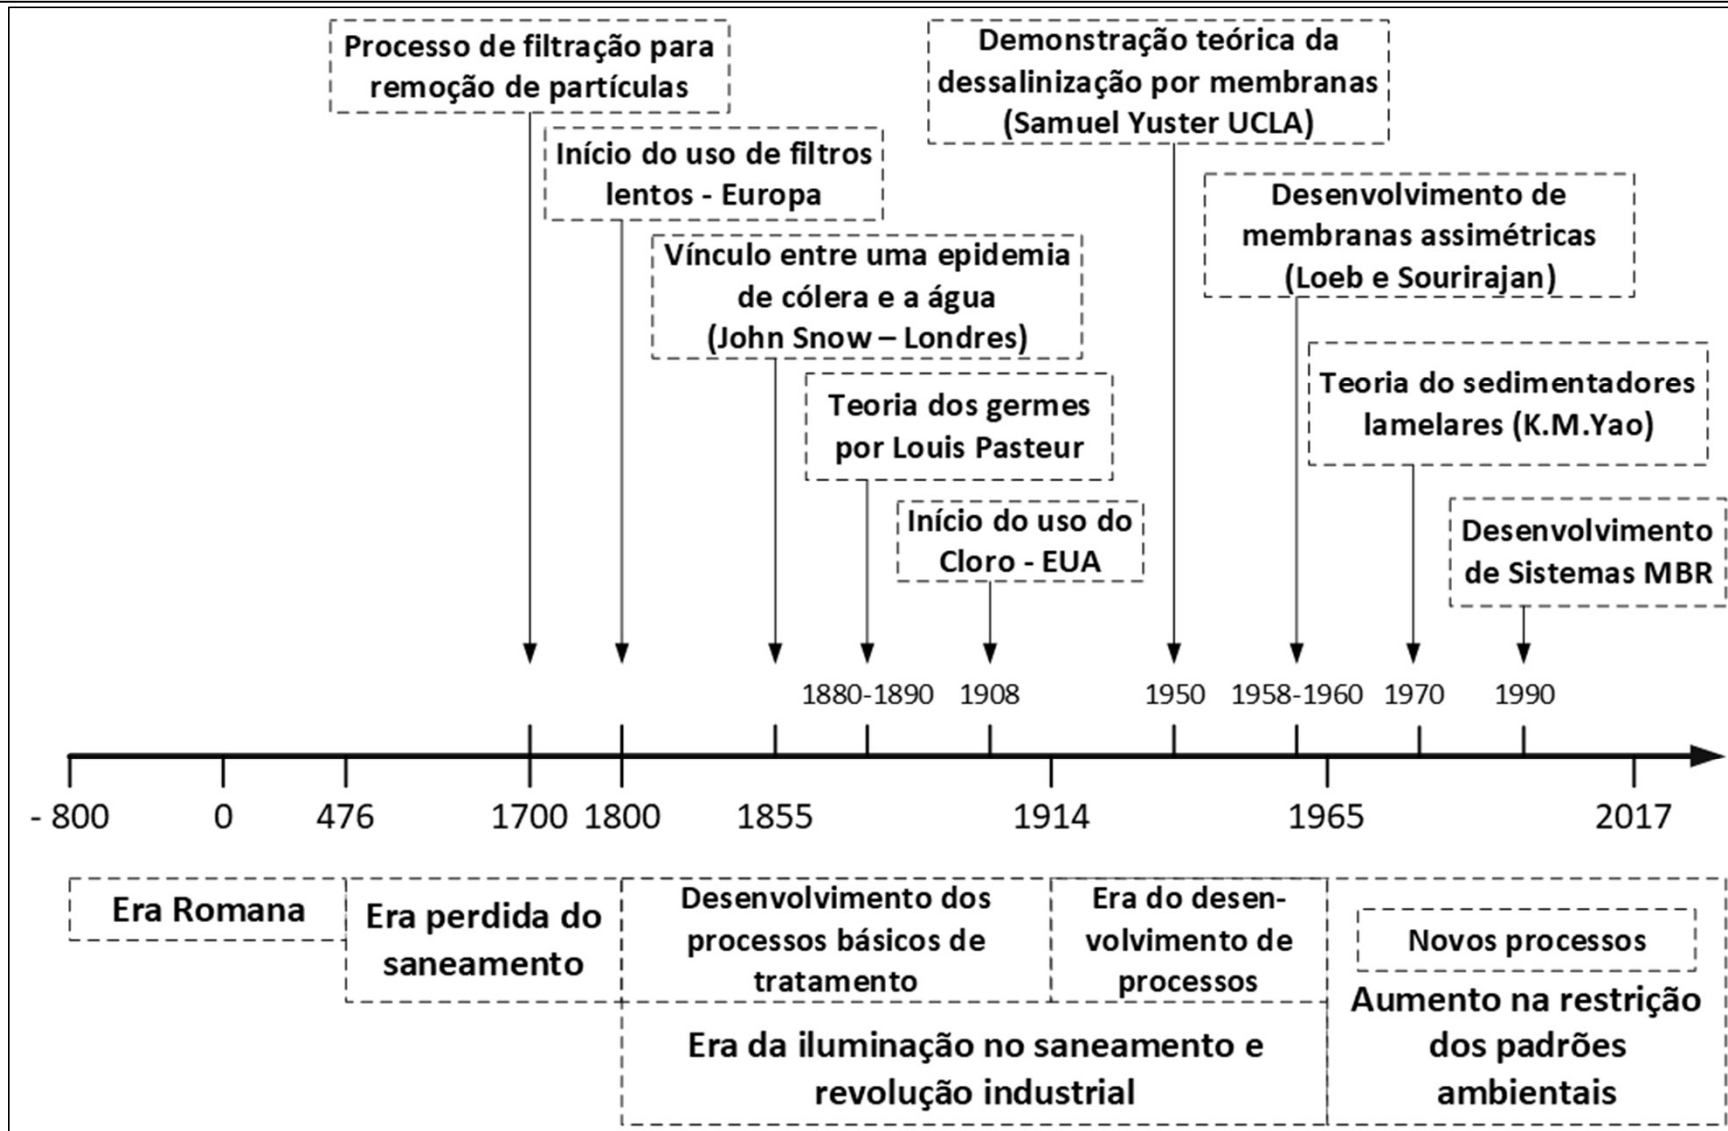 Processo de filtração para
remoção de partículas
Início do uso de filtros
lentos - Europa
Vínculo entre uma epidemia
de cólera e a água
(John Snow – Londres)
Teoria dos germes
por Louis Pasteur
Início do uso do
Cloro - EUA
Demonstração teórica da
dessalinização por membranas
(Samuel Yuster UCLA)
Desenvolvimento de
membranas assimétricas
(Loeb e Sourirajan)
Teoria do sedimentadores
lamelares (K.M.Yao)
Desenvolvimento
de Sistemas MBR
1880-1890 1908 1950 1958-1960 1970 1990
- 800 0 476 1700 1800 1855 1914 1965 2017
Era Romana
Era perdida do
saneamento
Desenvolvimento dos
processos básicos de
tratamento
Era do desen-
volvimento de
processos
Era da iluminação no saneamento e
revolução industrial
Novos processos
Aumento na restrição
dos padrões
ambientais